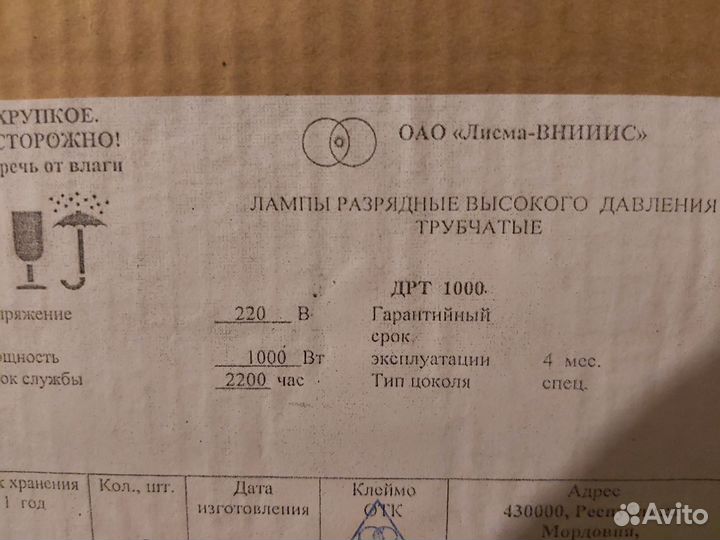 ХРУПКОЕ.
СТОРОЖНО!
речь от влаги
ОАО «Лисма-ВНИИИС»
ЛАМПЫ РАЗРЯДНЫЕ ВЫСОКОГО ДАВЛЕНИЯ
ТРУБЧАТЫЕ
ДРТ 1000
пряжение 220 В Гарантийный
срок
ощность 1000 Вт эксплуатации 4 мес.
ок службы 2200 час Тип цоколя спец.
к хранения Кол., шт. Дата Клеймо Адрес
1 год изготовления ОТК 430000,
Мордовия,
Avito